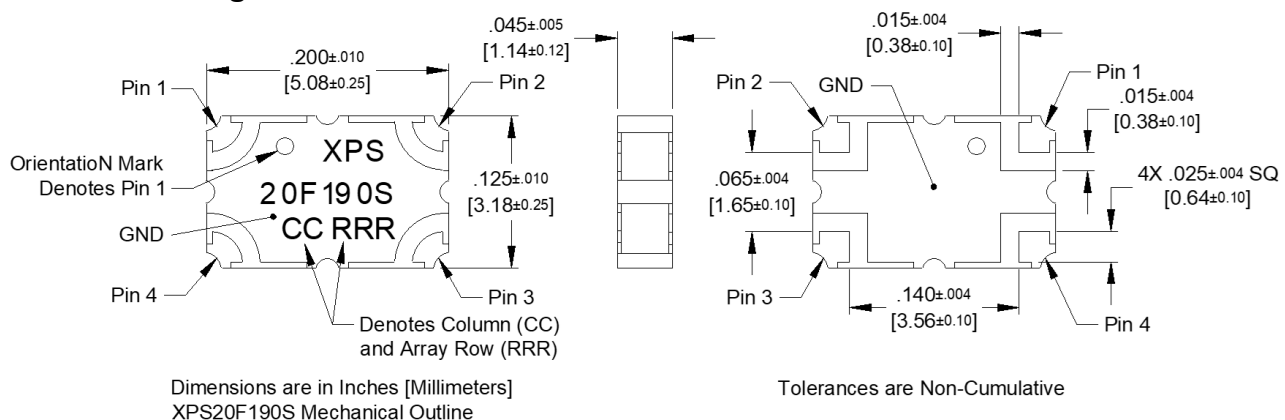 .200±.010
[5.08±0.25]
Pin 1
Pin 2
OrientatioN Mark
Denotes Pin 1
XPS
20F190S
CC RRR
GND
.125±.010
[3.18±0.25]
Pin 4
Pin 3
Denotes Column (CC)
and Array Row (RRR)
Dimensions are in Inches [Millimeters]
XPS20F190S Mechanical Outline
.045±.005
[1.14±0.12]
.015±.004
[0.38±0.10]
Pin 2
GND
Pin 1
.015±.004
[0.38±0.10]
.065±.004
[1.65±0.10]
4X .025±.004 SQ
[0.64±0.10]
Pin 3
.140±.004
[3.56±0.10]
Pin 4
Tolerances are Non-Cumulative